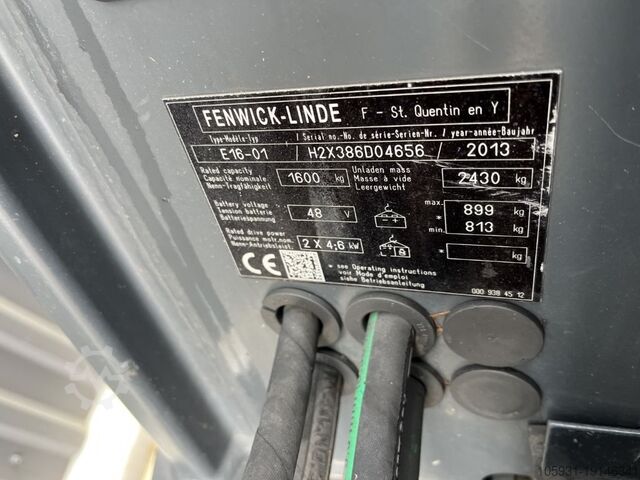 FENWICK-LINDE F - St. Quentin en Y
Type-Modèle-typ / Serial no.-No. de série-Serien-Nr. / year-année-Baujahr
E16-01 / H2X386D04656 / 2013
Rated capacity
Capacité nominale
Nenn-Tragfähigkeit
1600 kg
Unladen mass
Masse à vide
Leergewicht
2430 kg
Battery voltage
Tension batterie
Batteriespannung
48 V
- +
max. 899 kg
* min. 813 kg
Rated drive power
Puissance motr.nom.
Nenn-Antriebsleist.
2 X 4,6 kW
* kg
CE
* see Operating instructions
voir Mode d'emploi
siehe Betriebsanleitung
000 938 45 12